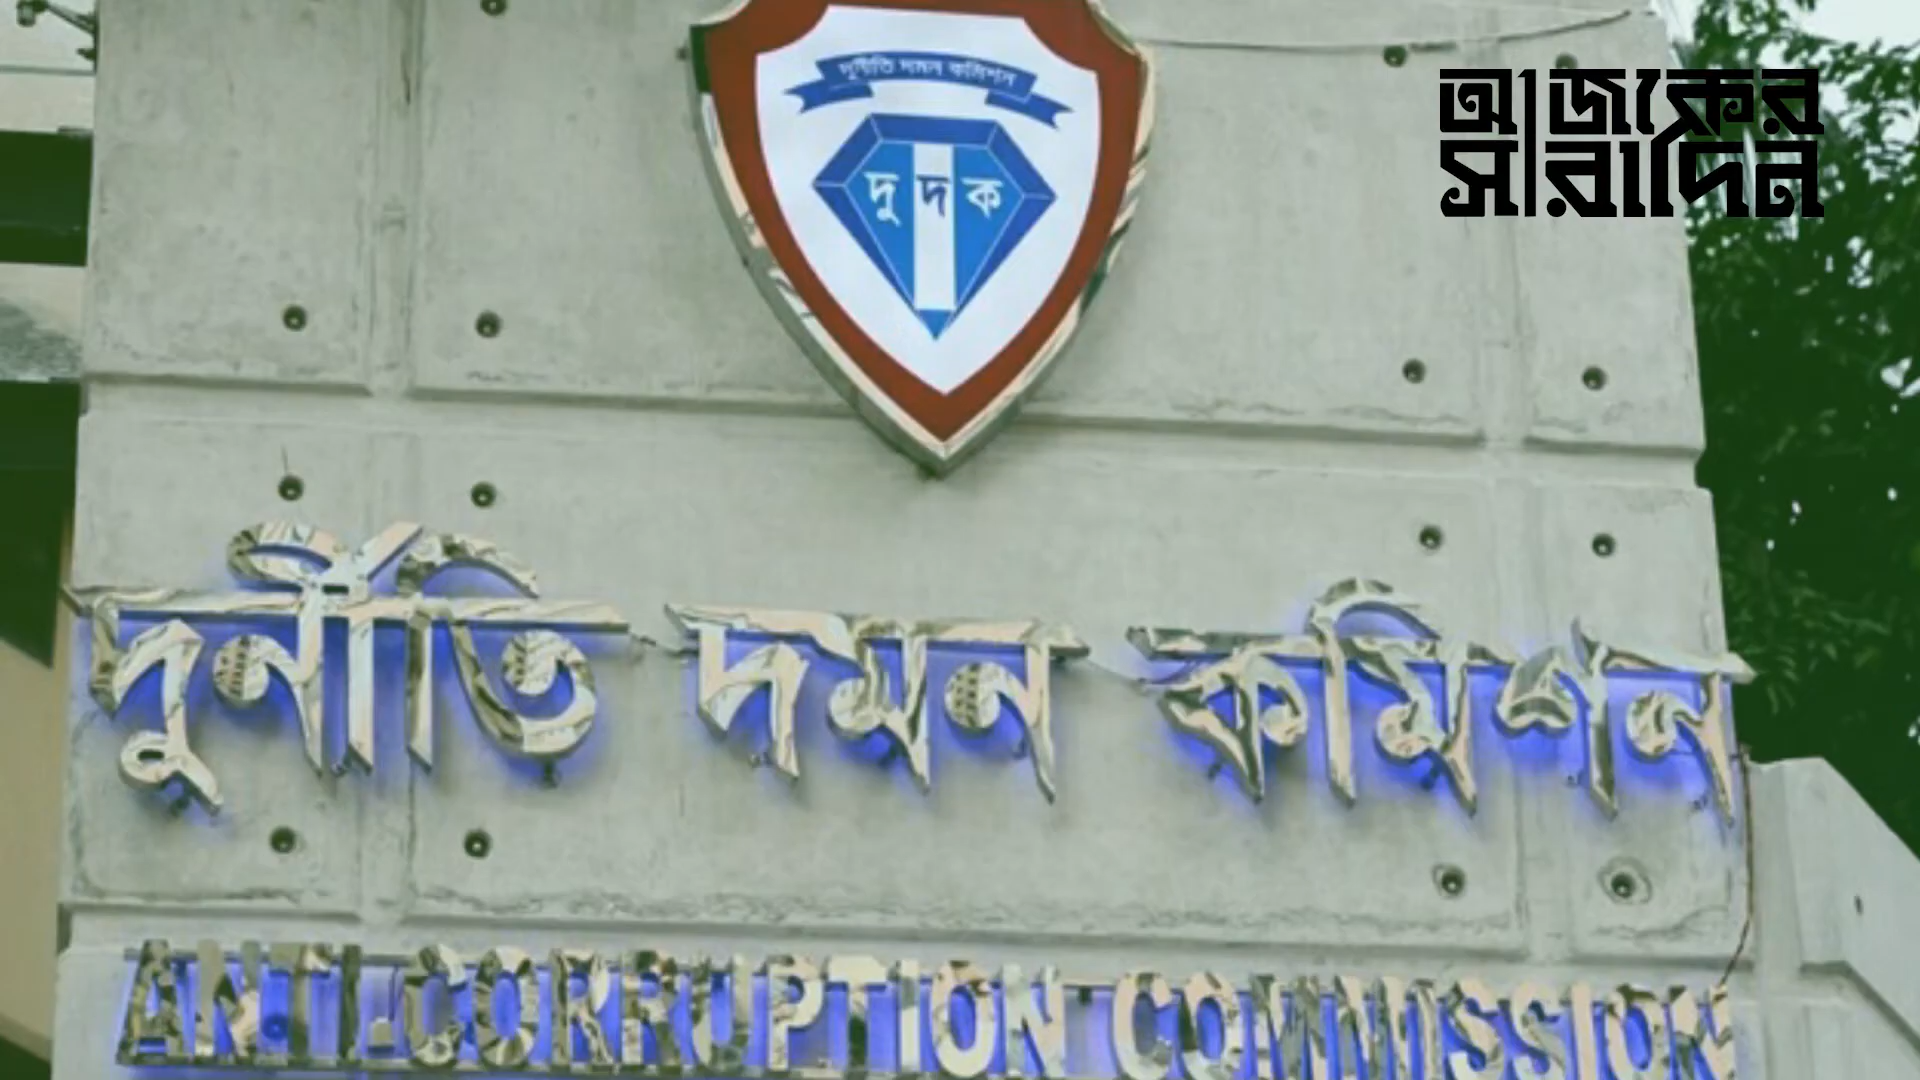 দুর্নীতি দমন কমিশন
দুদক
আজকের
সারাদেশ
দুর্নীতি দমন কমিশন
ANTI-CORRUPTION COMMISSION